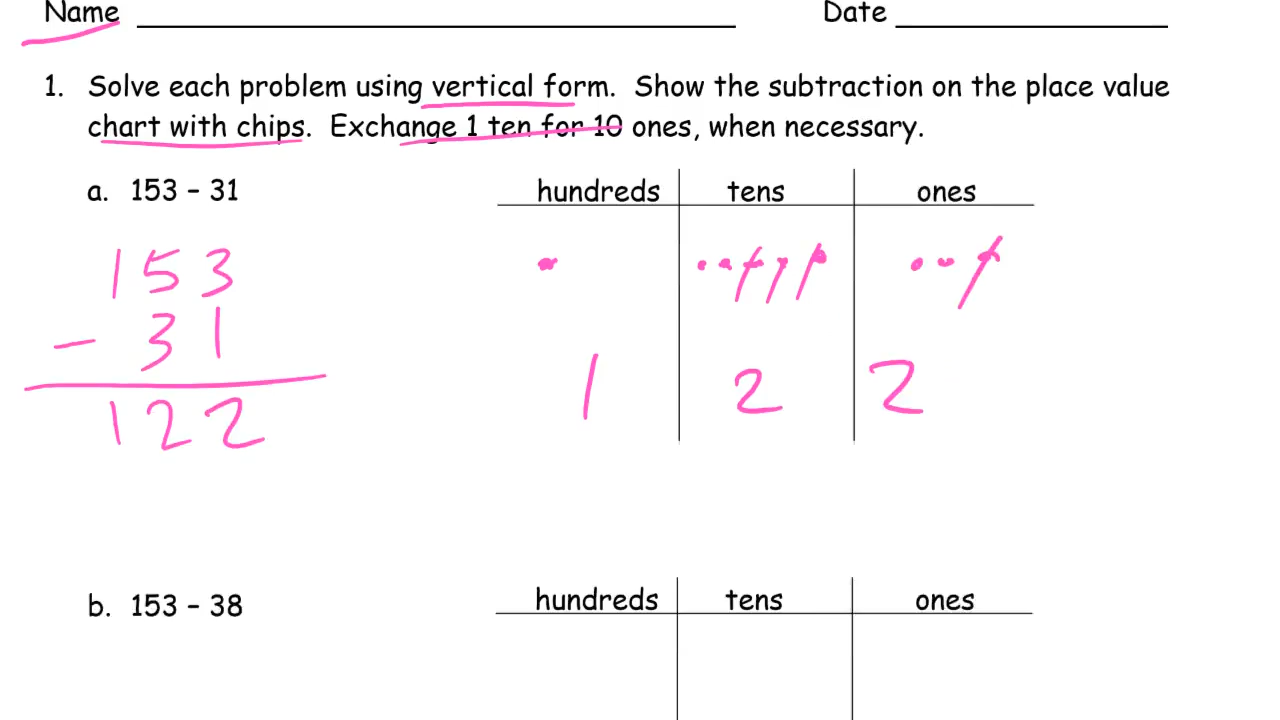 Name Date
1. Solve each problem using vertical form. Show the subtraction on the place value
chart with chips. Exchange 1 ten for 10 ones, when necessary.
a. 153 – 31
hundreds tens ones
153
- 31
122
1 2 2
b. 153 – 38
hundreds tens ones